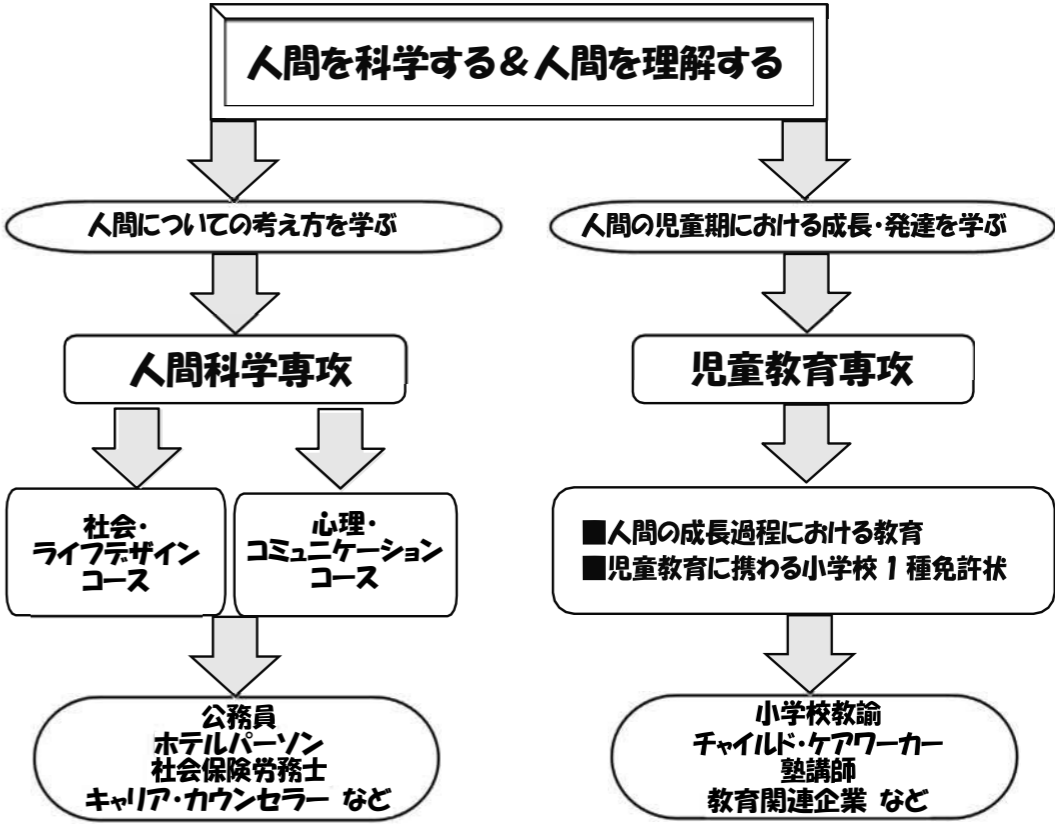 人間を科学する&人間を理解する
人間についての考え方を学ぶ
人間の児童期における成長・発達を学ぶ
人間科学専攻
児童教育専攻
社会・
ライフデザイン
コース
心理・
コミュニケーション
コース
■人間の成長過程における教育
■児童教育に携わる小学校1種免許状
公務員
ホテルパーソン
社会保険労務士
キャリア・カウンセラー など
小学校教諭
チャイルド・ケアワーカー
塾講師
教育関連企業 など